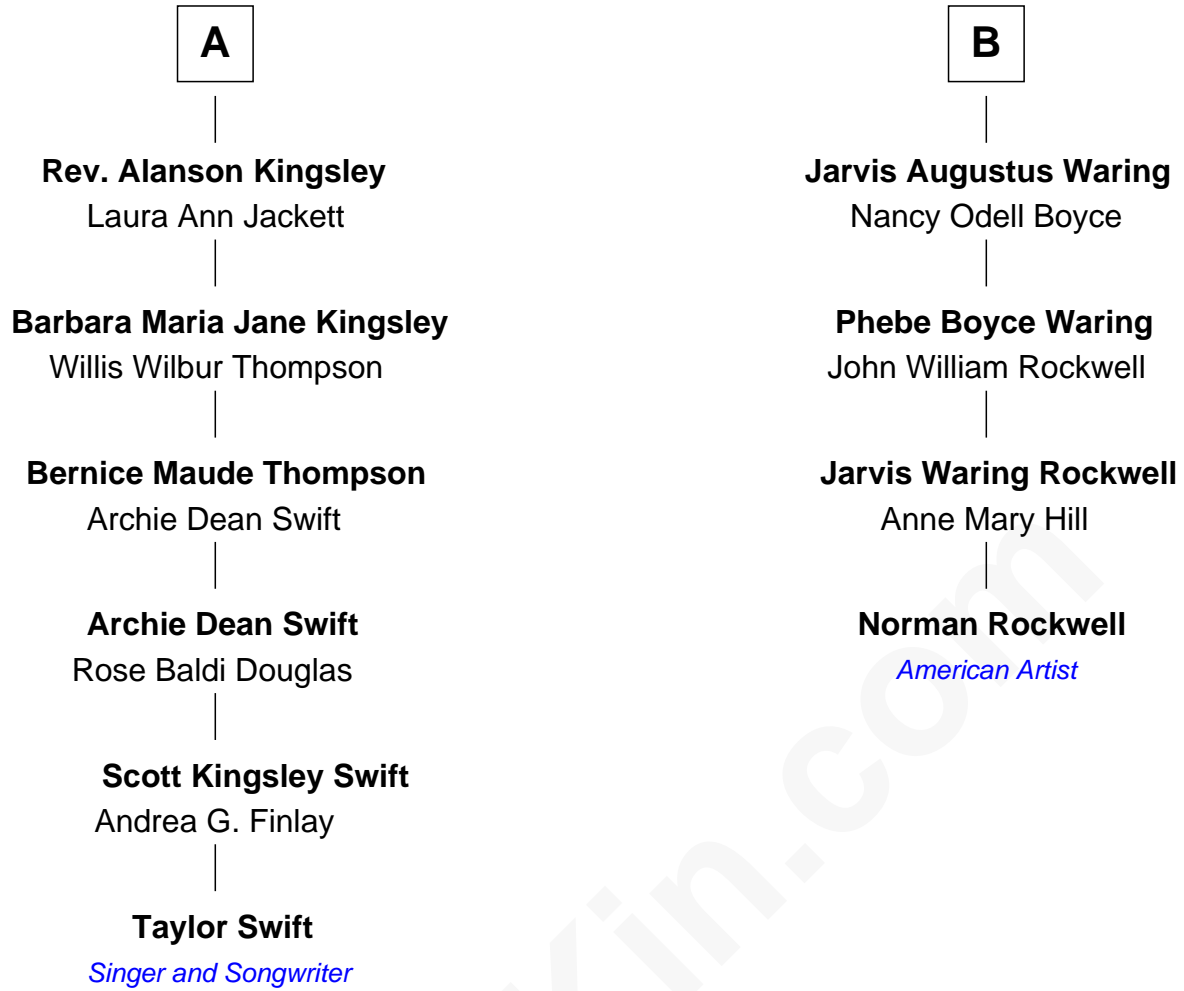 A
Rev. Alanson Kingsley
Laura Ann Jackett
Barbara Maria Jane Kingsley
Willis Wilbur Thompson
Bernice Maude Thompson
Archie Dean Swift
Archie Dean Swift
Rose Baldi Douglas
Scott Kingsley Swift
Andrea G. Finlay
Taylor Swift
Singer and Songwriter
B
Jarvis Augustus Waring
Nancy Odell Boyce
Phebe Boyce Waring
John William Rockwell
Jarvis Waring Rockwell
Anne Mary Hill
Norman Rockwell
American Artist